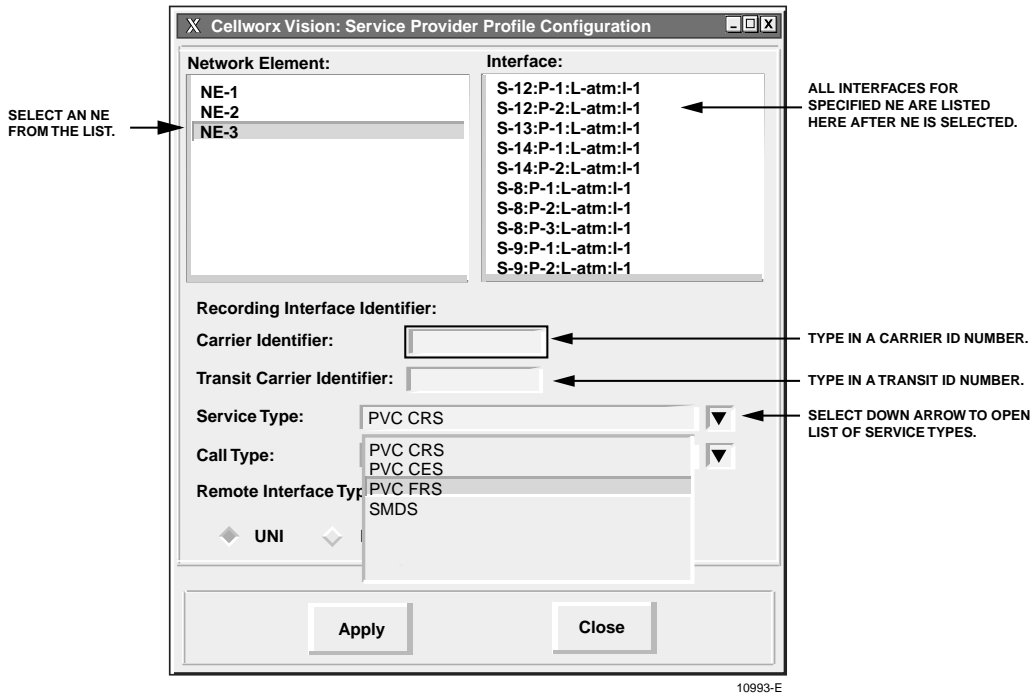 X Cellworx Vision: Service Provider Profile Configuration
Network Element:
NE-1
NE-2
NE-3
SELECT AN NE
FROM THE LIST.
Interface:
S-12:P-1:L-atm:I-1
S-12:P-2:L-atm:I-1
S-13:P-1:L-atm:I-1
S-14:P-1:L-atm:I-1
S-14:P-2:L-atm:I-1
S-8:P-1:L-atm:I-1
S-8:P-2:L-atm:I-1
S-8:P-3:L-atm:I-1
S-9:P-1:L-atm:I-1
S-9:P-2:L-atm:I-1
ALL INTERFACES FOR
SPECIFIED NE ARE LISTED
HERE AFTER NE IS SELECTED.
Recording Interface Identifier:
Carrier Identifier:
TYPE IN A CARRIER ID NUMBER.
Transit Carrier Identifier:
TYPE IN A TRANSIT ID NUMBER.
Service Type:
PVC CRS
SELECT DOWN ARROW TO OPEN
LIST OF SERVICE TYPES.
Call Type:
PVC CRS
PVC CES
PVC FRS
SMDS
Remote Interface Typ
UNI
Apply
Close
10993-E